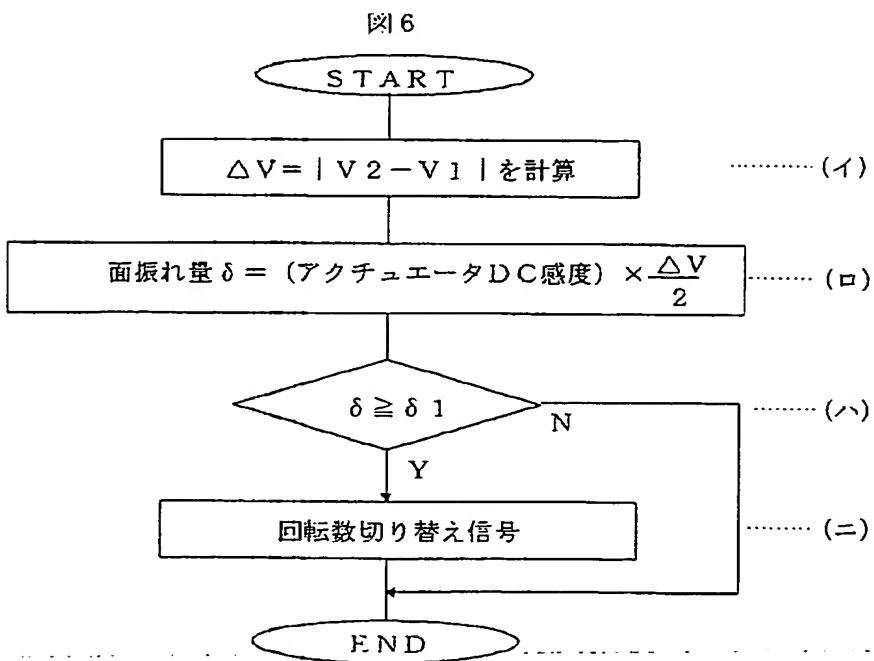 図6
START
△V=|V2−V1|を計算 ………(イ)
面振れ量δ=(アクチュエータDC感度)×△V/2 ………(ロ)
δ≧δ1 ………(ハ)
N
Y
回転数切り替え信号 ………(ニ)
END